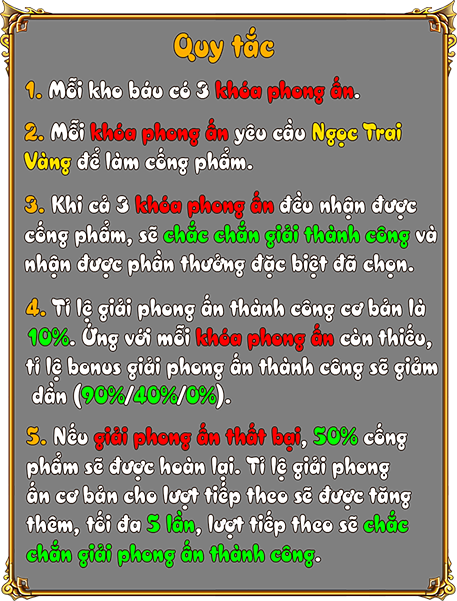 Quy tắc
1. Mỗi kho báu có 3 khóa phong ấn.
2. Mỗi khóa phong ấn yêu cầu Ngọc Trai
Vàng để làm cống phẩm.
3. Khi cả 3 khóa phong ấn đều nhận được
cống phẩm, sẽ chắc chắn giải thành công và
nhận được phần thưởng đặc biệt đã chọn.
4. Tỉ lệ giải phong ấn thành công cơ bản là
10%. Ứng với mỗi khóa phong ấn còn thiếu,
tỉ lệ bonus giải phong ấn thành công sẽ giảm
dần (90%/40%/0%).
5. Nếu giải phong ấn thất bại, 50% cống
phẩm sẽ được hoàn lại. Tỉ lệ giải phong
ấn cơ bản cho lượt tiếp theo sẽ được tăng
thêm, tối đa 5 lần, lượt tiếp theo sẽ chắc
chắn giải phong ấn thành công.